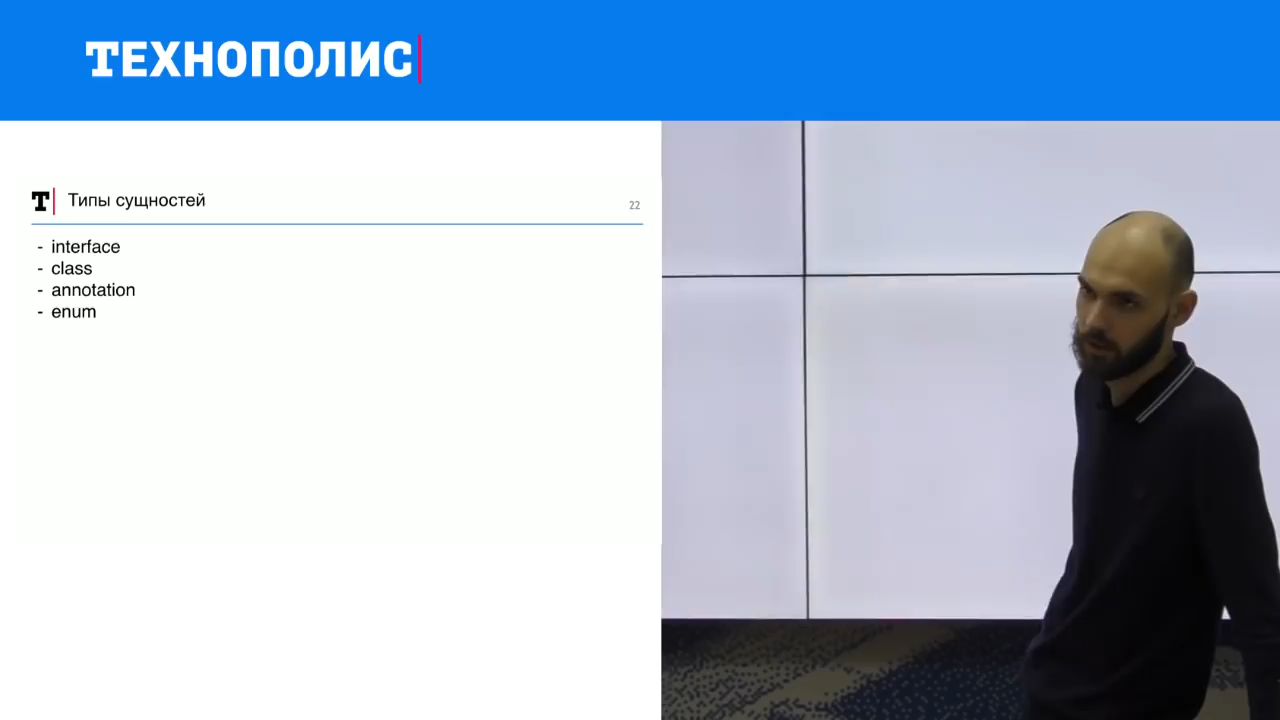 ТЕХНОПОЛИС
Т Типы сущностей
22
- interface
- class
- annotation
- enum